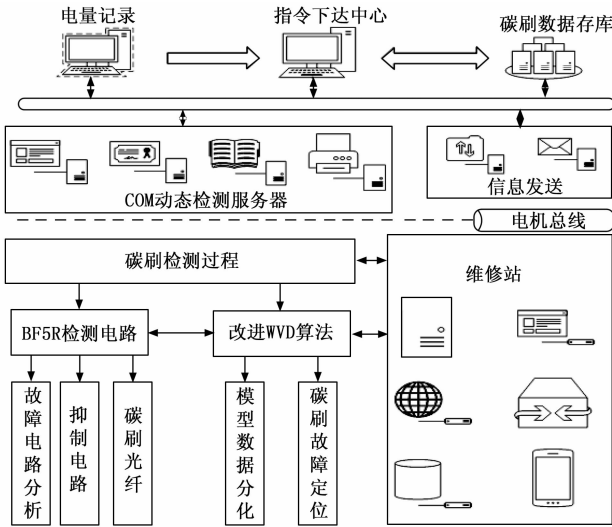 电量记录
指令下达中心
碳刷数据存库
COM动态检测服务器
信息发送
电机总线
碳刷检测过程
维修站
BF5R检测电路
改进WVD算法
故障电路分析
抑制电路
碳刷光纤
模型数据分化
碳刷故障定位